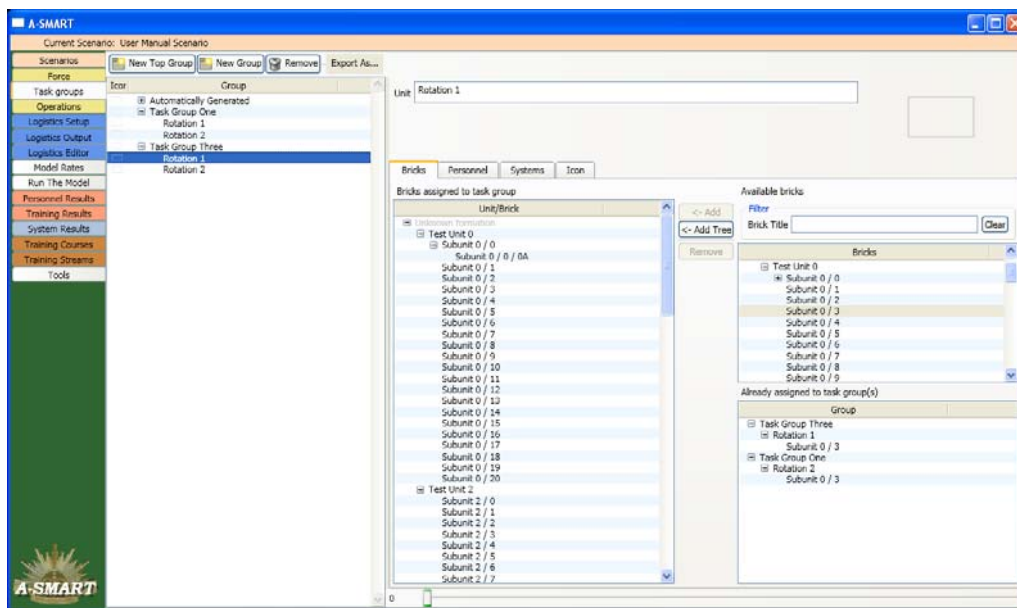 A-SMART
Current Scenario: User Manual Scenario
Scenarios
Force
Task groups
Operations
Logistics Setup
Logistics Output
Logistics Editor
Model Rates
Run The Model
Personnel Results
Training Results
System Results
Training Courses
Training Streams
Tools
A-SMART
New Top Group New Group Remove Export As...
Icor Group
Automatically Generated
Task Group One
Rotation 1
Rotation 2
Task Group Three
Rotation 1
Rotation 2
Unit Rotation 1
Bricks Personnel Systems Icon
Bricks assigned to task group
Unit/Brick
Unknown formation
Test Unit 0
Subunit 0 / 0
Subunit 0 / 0 / 0A
Subunit 0 / 1
Subunit 0 / 2
Subunit 0 / 3
Subunit 0 / 4
Subunit 0 / 5
Subunit 0 / 6
Subunit 0 / 7
Subunit 0 / 8
Subunit 0 / 9
Subunit 0 / 10
Subunit 0 / 11
Subunit 0 / 12
Subunit 0 / 13
Subunit 0 / 14
Subunit 0 / 15
Subunit 0 / 16
Subunit 0 / 17
Subunit 0 / 18
Subunit 0 / 19
Subunit 0 / 20
Test Unit 2
Subunit 2 / 0
Subunit 2 / 1
Subunit 2 / 2
Subunit 2 / 3
Subunit 2 / 4
Subunit 2 / 5
Subunit 2 / 6
Subunit 2 / 7
<- Add
<- Add Tree
Remove
Available bricks
Filter
Brick Title Clear
Bricks
Test Unit 0
Subunit 0 / 0
Subunit 0 / 1
Subunit 0 / 2
Subunit 0 / 3
Subunit 0 / 4
Subunit 0 / 5
Subunit 0 / 6
Subunit 0 / 7
Subunit 0 / 8
Subunit 0 / 9
Already assigned to task group(s)
Group
Task Group Three
Rotation 1
Subunit 0 / 3
Task Group One
Rotation 2
Subunit 0 / 3
0